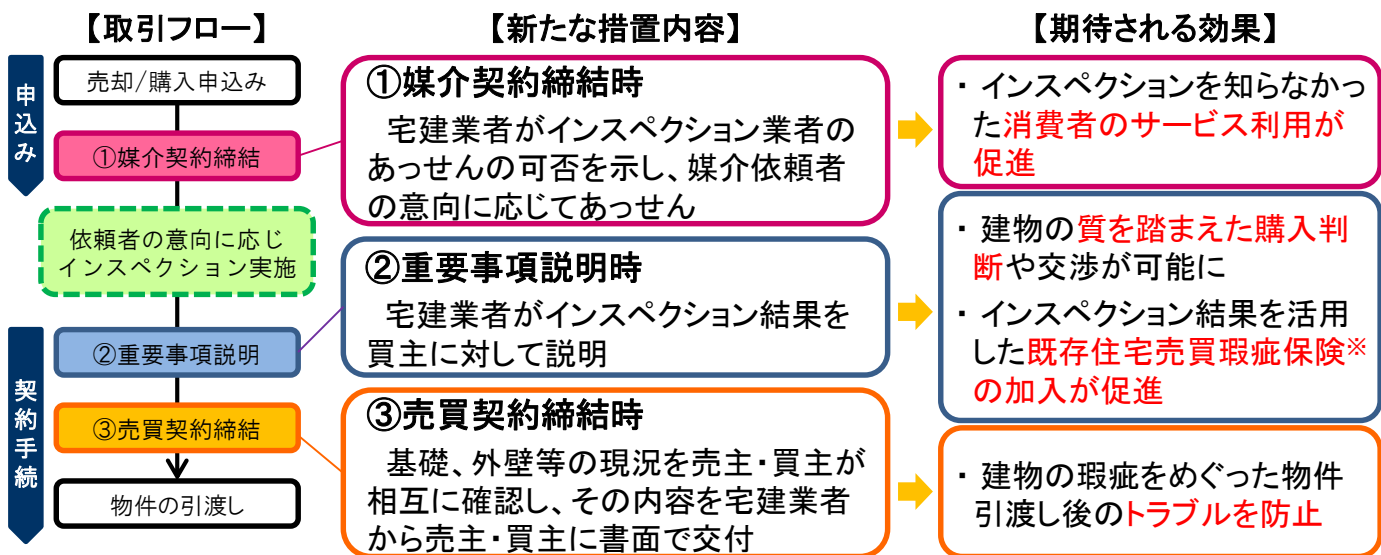 【取引フロー】
申込み
売却/購入申込み
①媒介契約締結
依頼者の意向に応じ
インスペクション実施
契約手続
②重要事項説明
③売買契約締結
物件の引渡し
【新たな措置内容】
①媒介契約締結時
宅建業者がインスペクション業者の
あっせんの可否を示し、媒介依頼者
の意向に応じてあっせん
②重要事項説明時
宅建業者がインスペクション結果を
買主に対して説明
③売買契約締結時
基礎、外壁等の現況を売主・買主が
相互に確認し、その内容を宅建業者
から売主・買主に書面で交付
【期待される効果】
・インスペクションを知らなかっ
た消費者のサービス利用が
促進
・建物の質を踏まえた購入判
断や交渉が可能に
・インスペクション結果を活用
した既存住宅売買瑕疵保険※
の加入が促進
・建物の瑕疵をめぐった物件
引渡し後のトラブルを防止